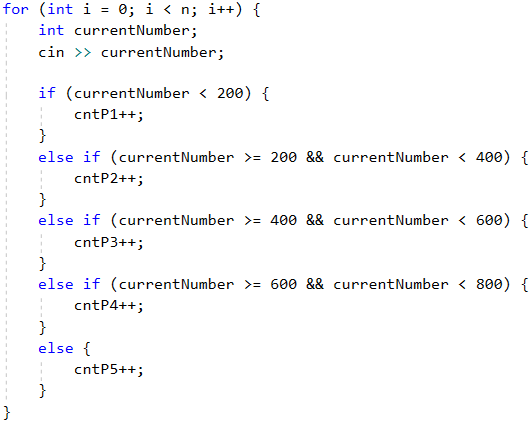 for (int i = 0; i < n; i++) {
    int currentNumber;
    cin >> currentNumber;

    if (currentNumber < 200) {
        cntP1++;
    }
    else if (currentNumber >= 200 && currentNumber < 400) {
        cntP2++;
    }
    else if (currentNumber >= 400 && currentNumber < 600) {
        cntP3++;
    }
    else if (currentNumber >= 600 && currentNumber < 800) {
        cntP4++;
    }
    else {
        cntP5++;
    }
}